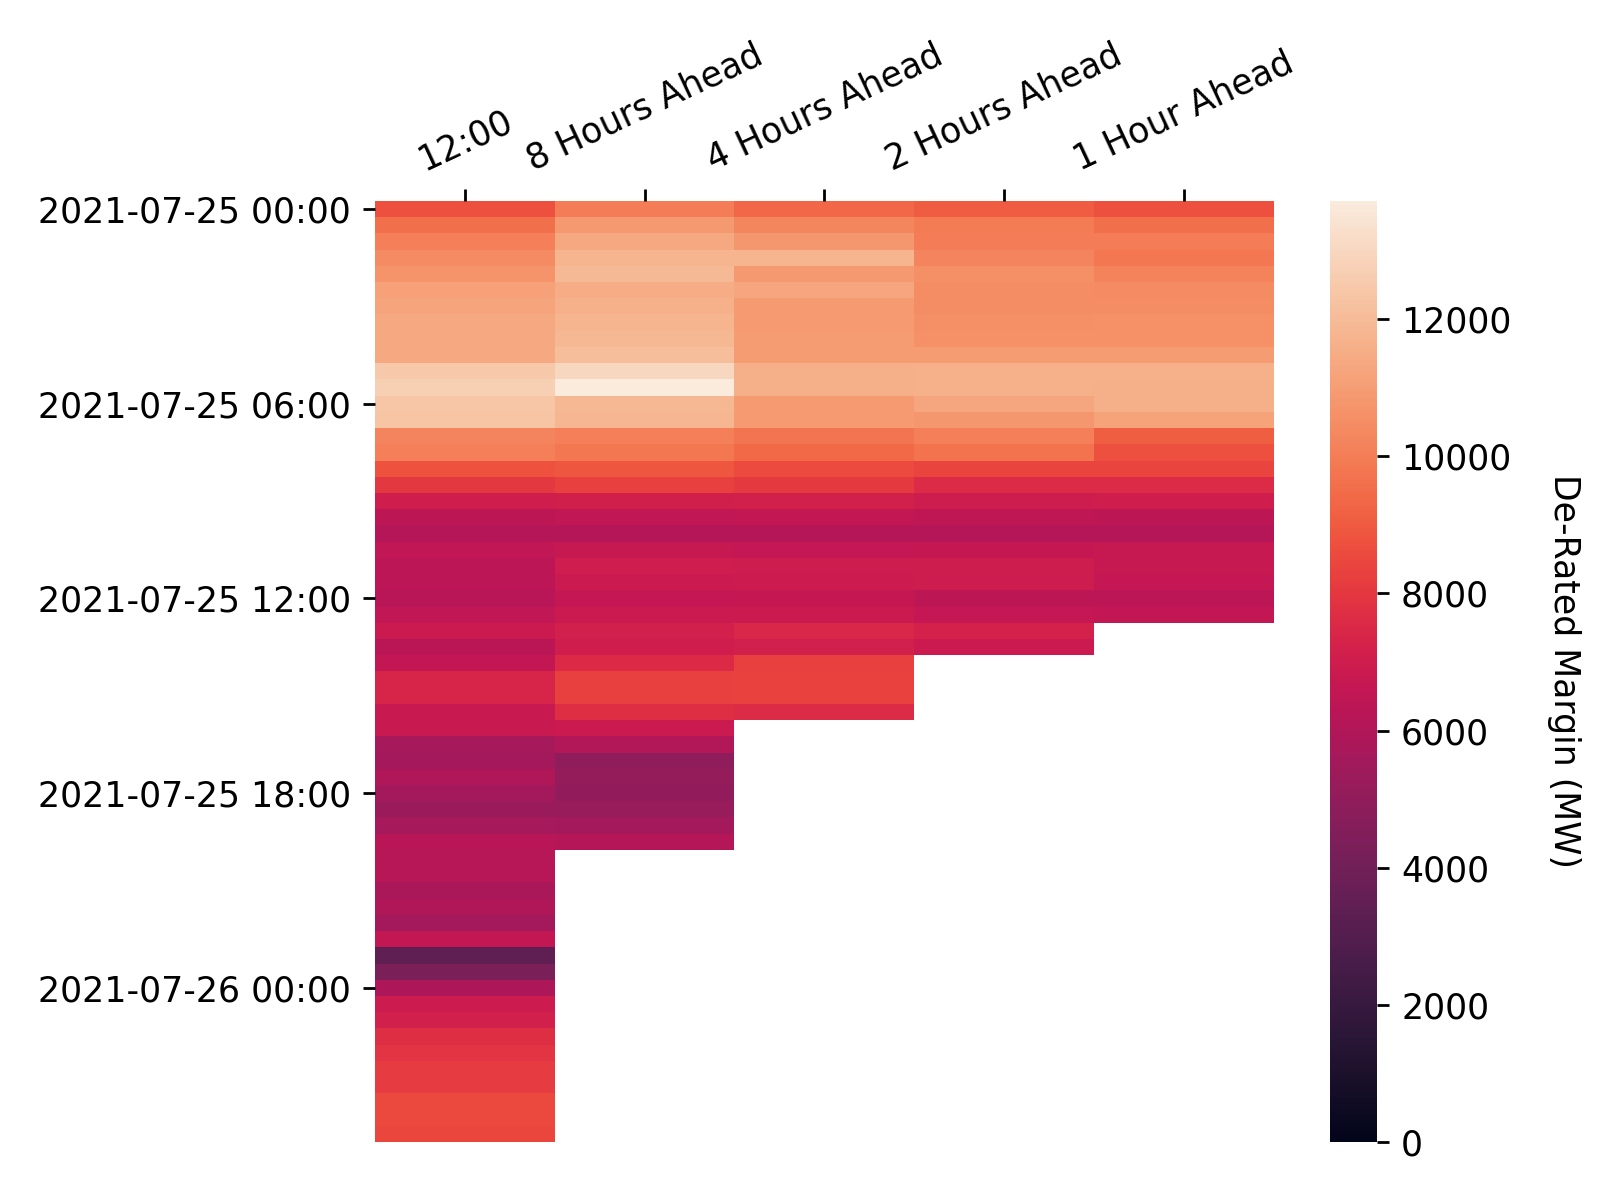 12:00
8 Hours Ahead
4 Hours Ahead
2 Hours Ahead
1 Hour Ahead
2021-07-25 00:00
2021-07-25 06:00
2021-07-25 12:00
2021-07-25 18:00
2021-07-26 00:00
12000
10000
8000
6000
4000
2000
0
De-Rated Margin (MW)